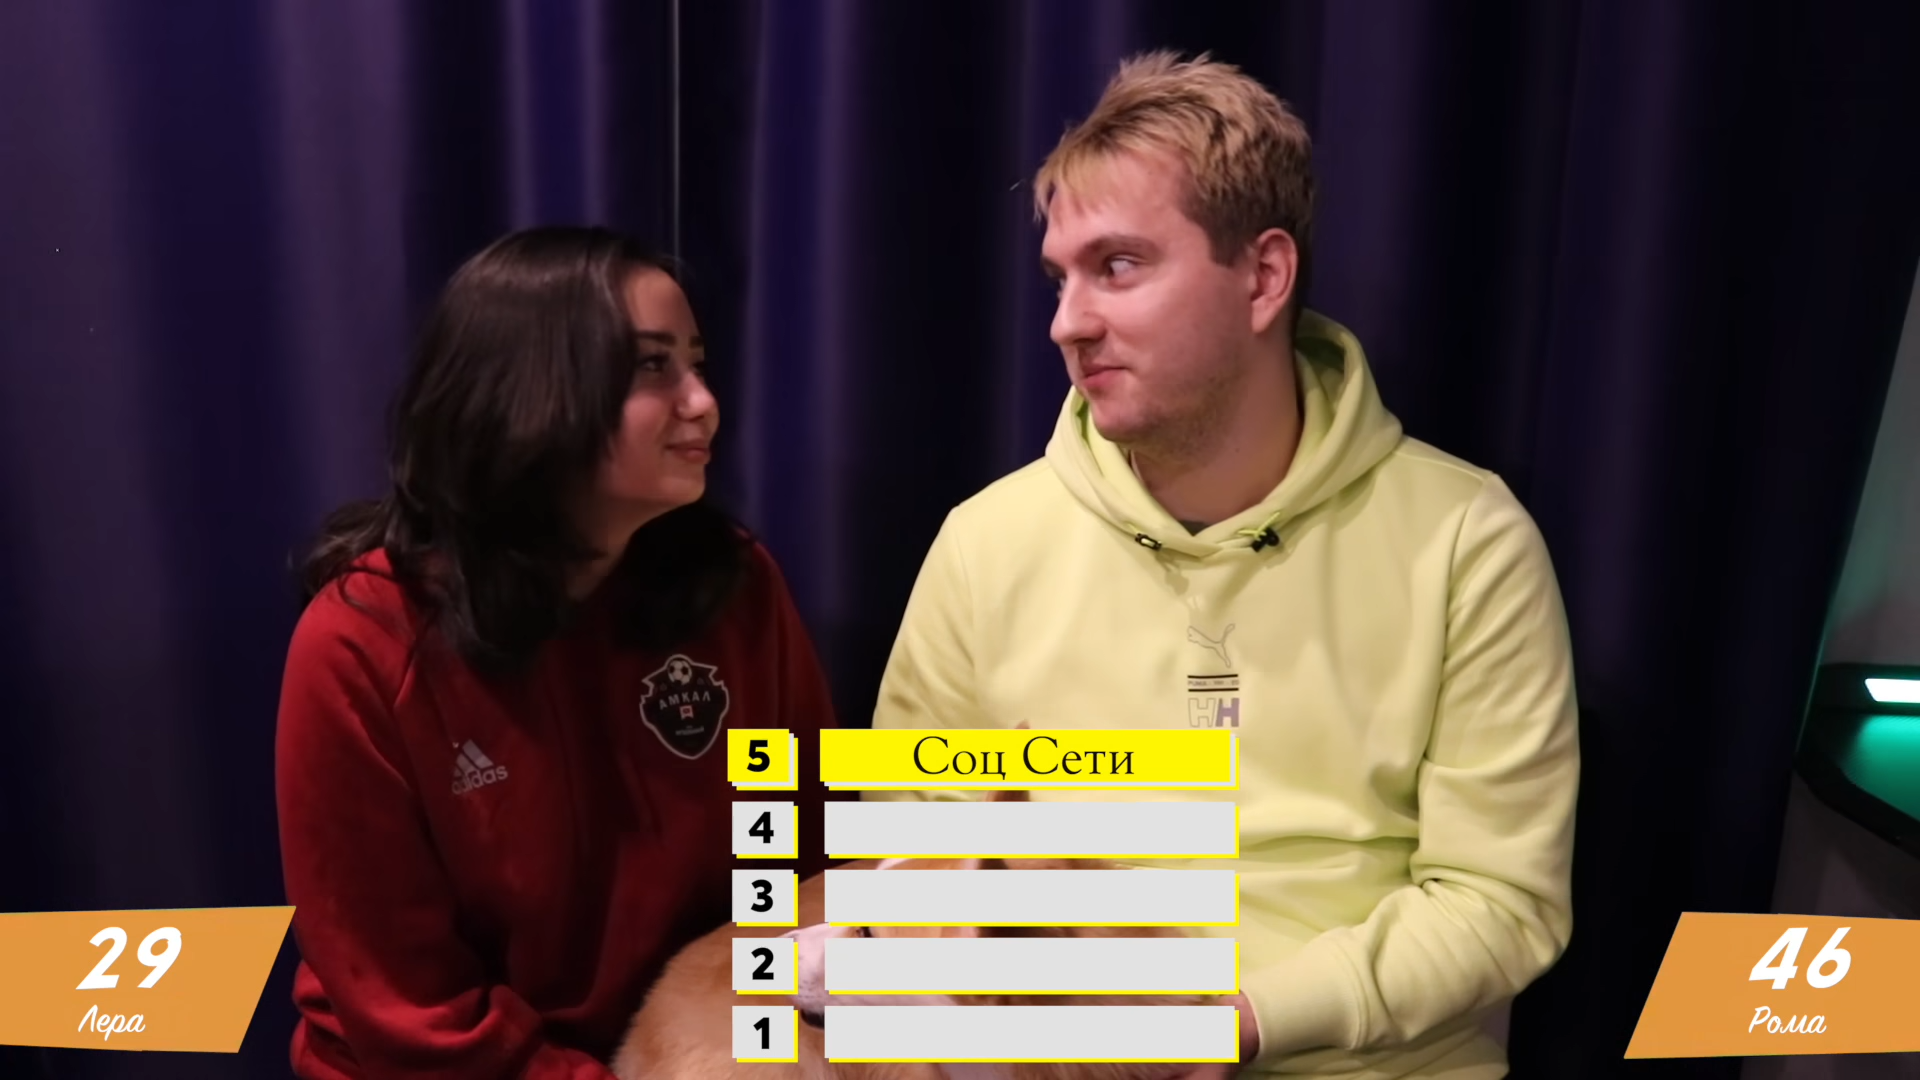 АМКАЛ
adidas
PUMA
HH
5 Соц Сети
4
3
2
1
29
Лера
46
Рома